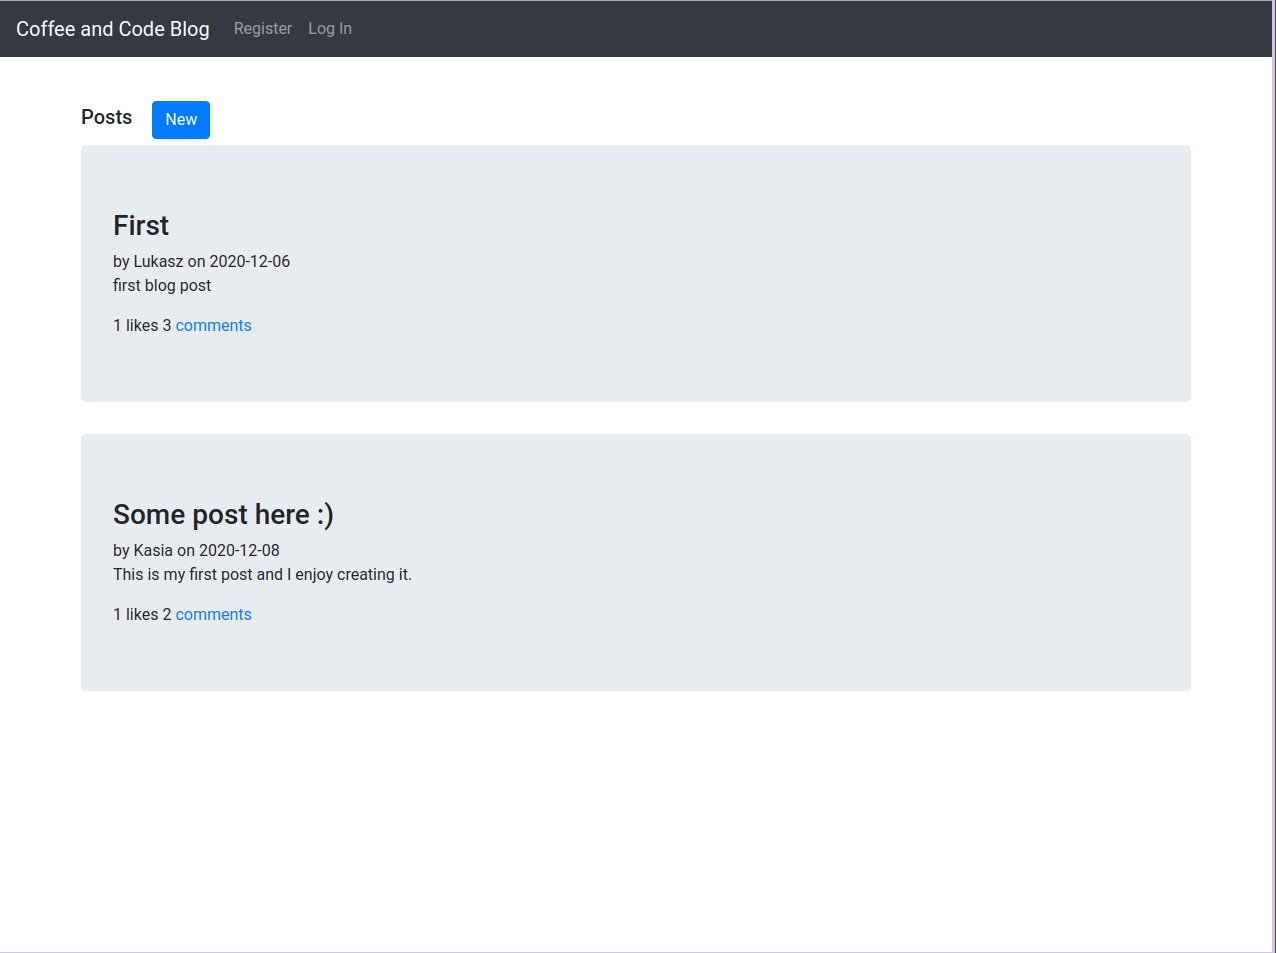 Coffee and Code Blog Register Log In
Posts New
First
by Lukasz on 2020-12-06
first blog post
1 likes 3 comments
Some post here :)
by Kasia on 2020-12-08
This is my first post and I enjoy creating it.
1 likes 2 comments